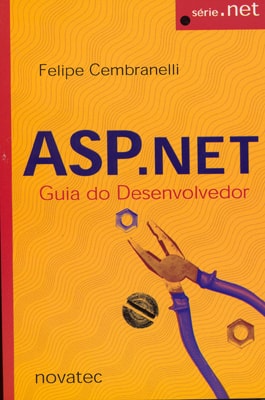 série.net
Felipe Cembranelli
ASP.NET
Guia do Desenvolvedor
novatec